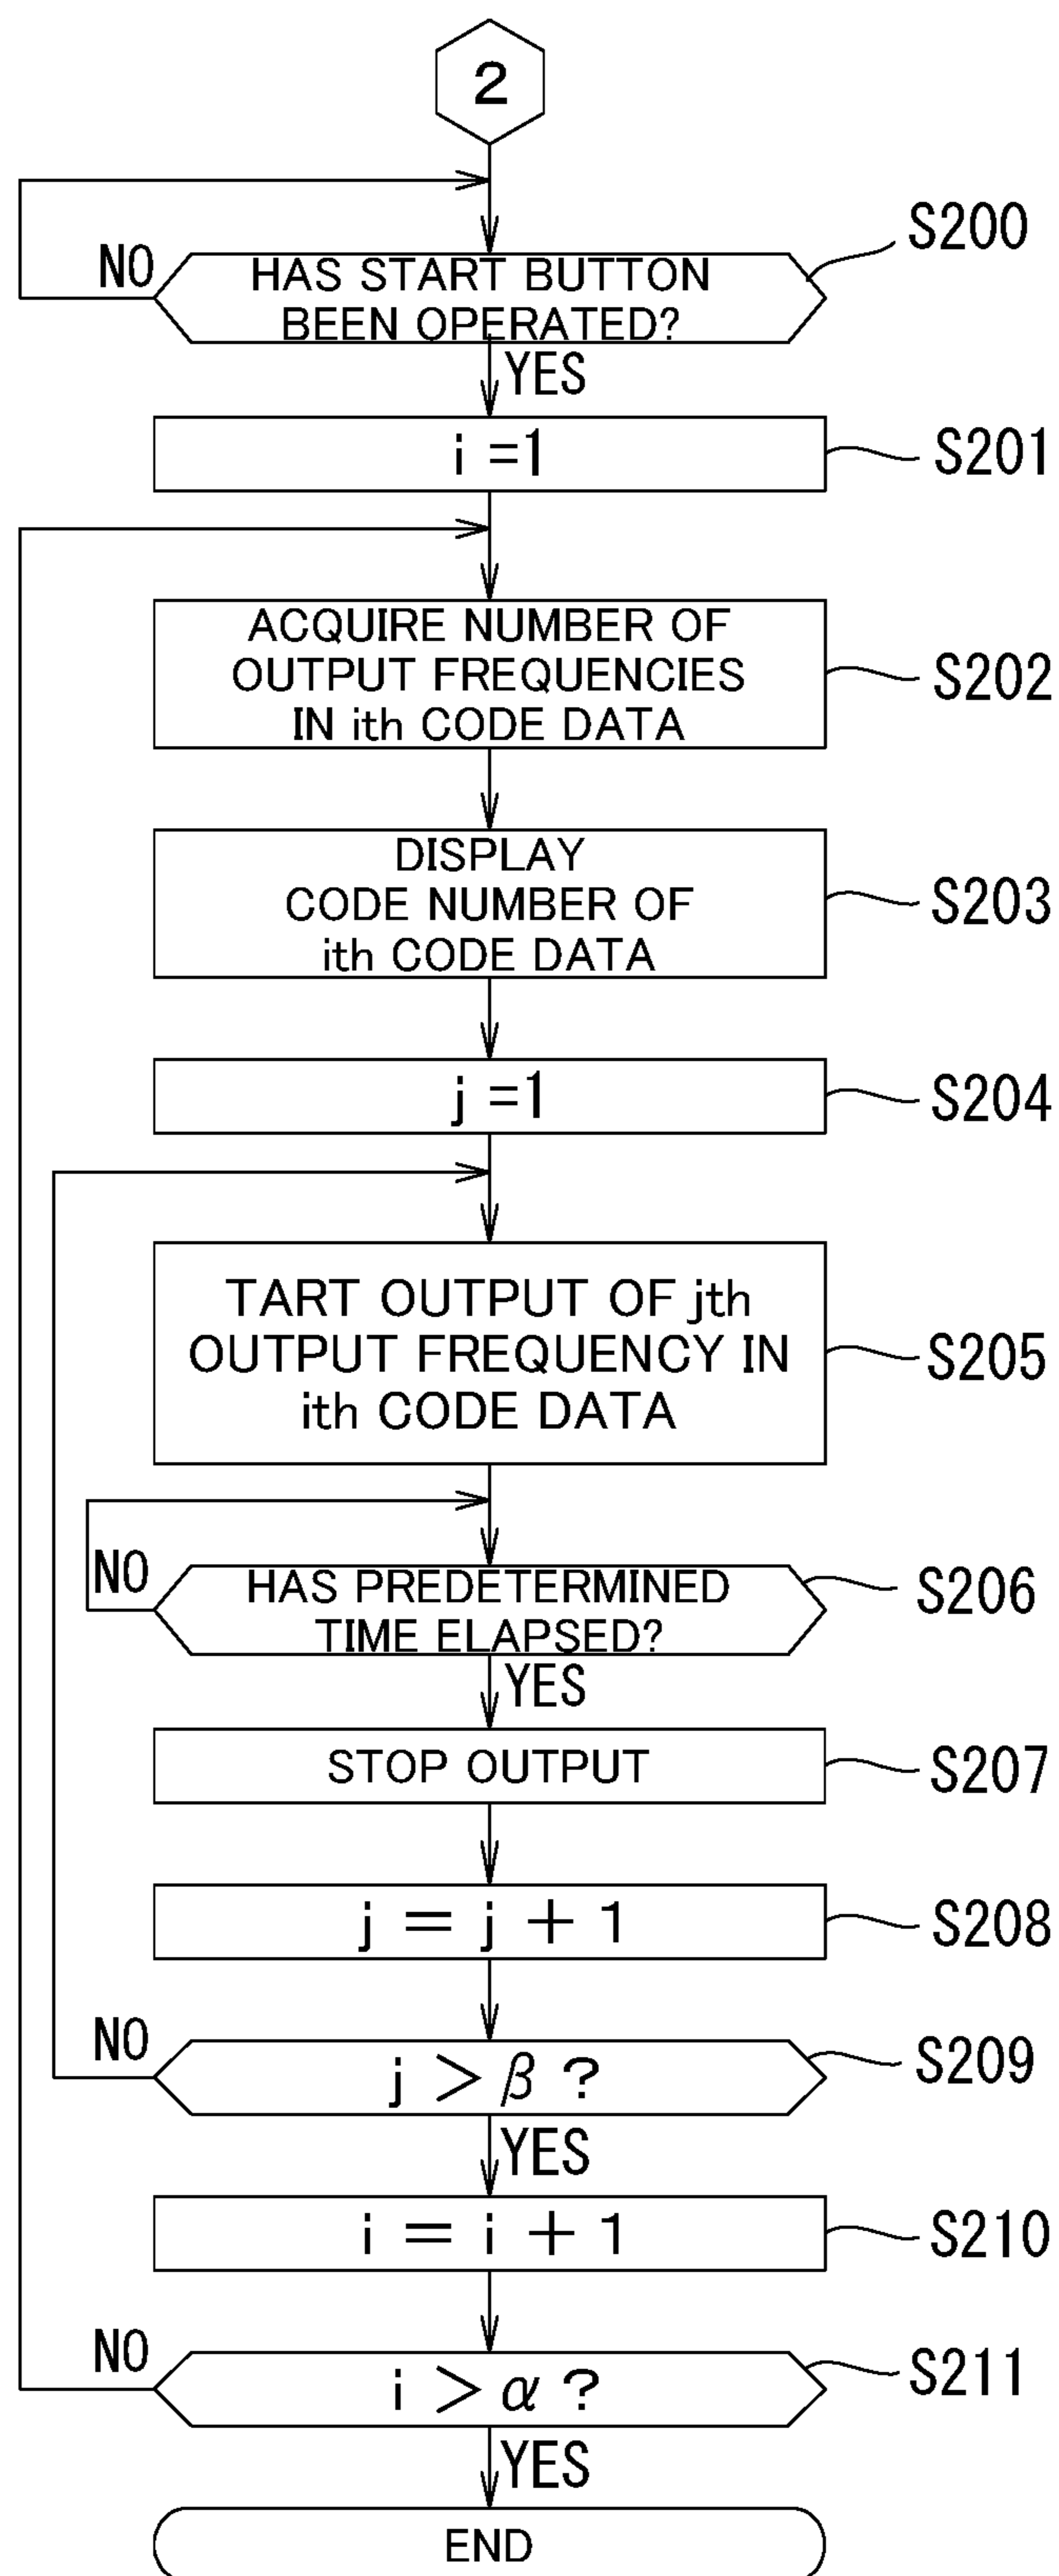 2
S200
NO
HAS START BUTTON
BEEN OPERATED?
YES
i =1
S201
ACQUIRE NUMBER OF
OUTPUT FREQUENCIES
IN ith CODE DATA
S202
DISPLAY
CODE NUMBER OF
ith CODE DATA
S203
j =1
S204
TART OUTPUT OF jth
OUTPUT FREQUENCY IN
ith CODE DATA
S205
NO
HAS PREDETERMINED
TIME ELAPSED?
S206
YES
STOP OUTPUT
S207
j = j + 1
S208
NO
j > β ?
S209
YES
i = i + 1
S210
NO
i > α ?
S211
YES
END